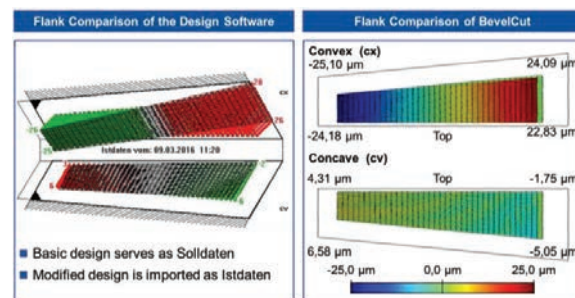 Flank Comparison of the Design Software
Flank Comparison of BevelCut
cx
Istdaten vom: 09.03.2016 11:20
cv
Basic design serves as Solldaten
Modified design is imported as Istdaten
Convex (cx)
-25,10 µm
24,09 µm
-24,18 µm
Top
22,83 µm
Concave (cv)
4,31 µm
Top
-1,75 µm
6,58 µm
-5,05 µm
-25,0 µm
0,0 µm
25,0 µm